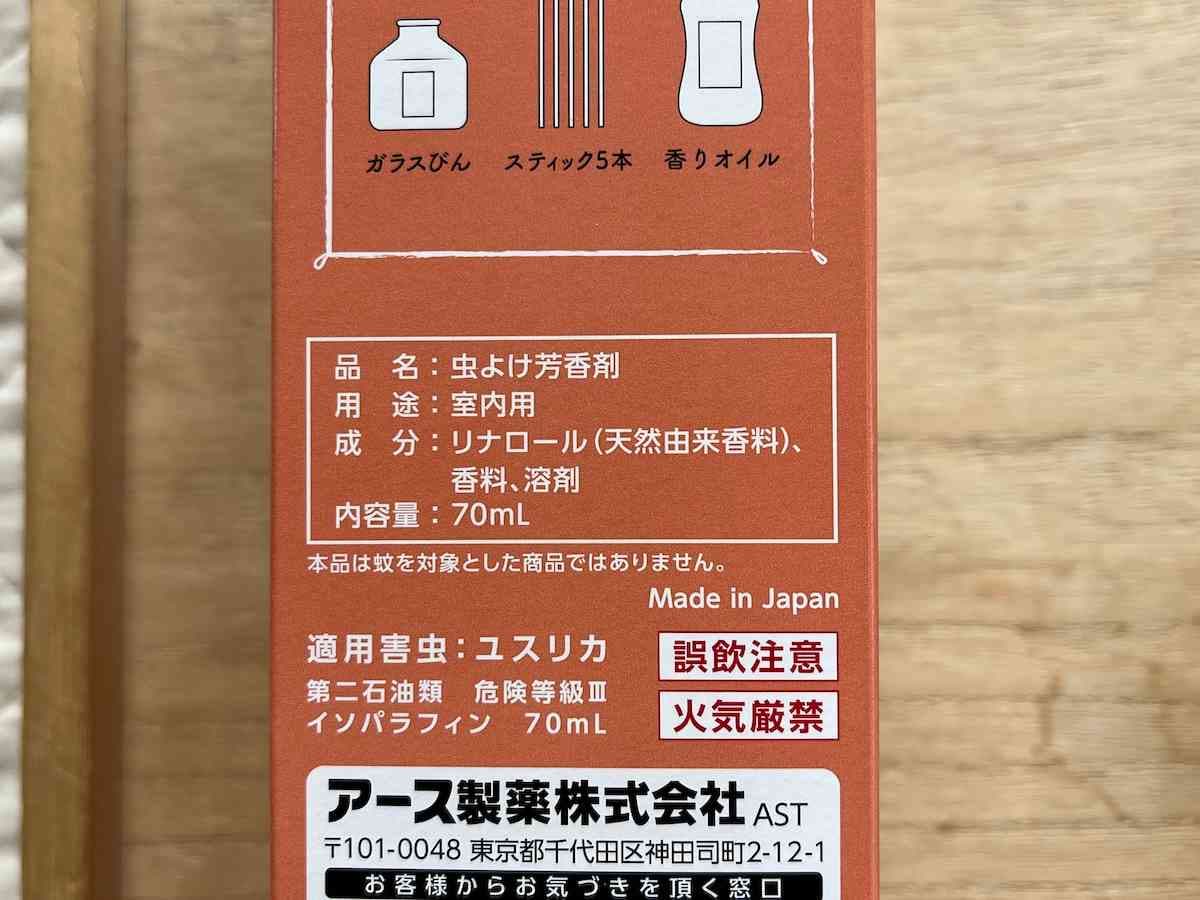 ガラスびん スティック5本 香りオイル
品 名：虫よけ芳香剤
用 途：室内用
成 分：リナロール（天然由来香料）、
香料、溶剤
内容量：70mL
本品は蚊を対象とした商品ではありません。
Made in Japan
適用害虫：ユスリカ
第二石油類 危険等級Ⅲ
イソパラフィン 70mL
誤飲注意
火気厳禁
アース製薬株式会社 AST
〒101-0048 東京都千代田区神田司町2-12-1
お客様からお気づきを頂く窓口